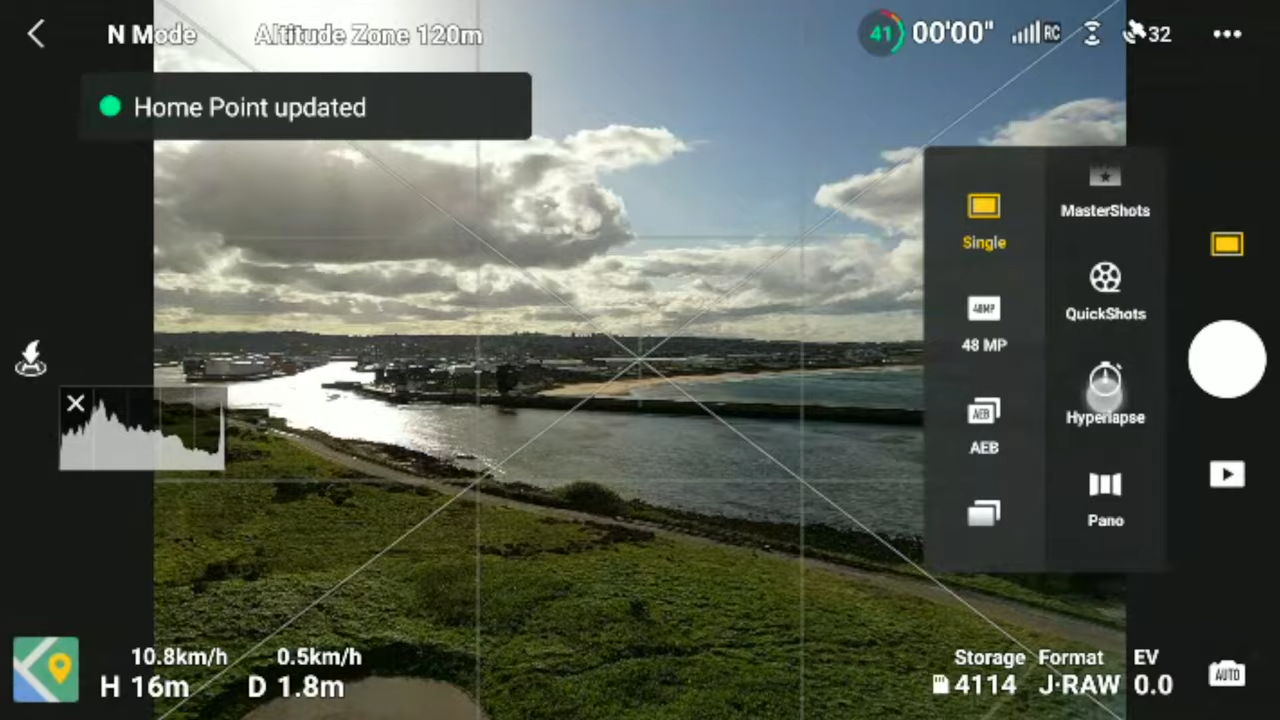 N Mode
Altitude Zone 120m
41
00'00"
RC
32
Home Point updated
MasterShots
Single
QuickShots
48MP
48 MP
Hyperlapse
AEB
AEB
Pano
10.8km/h
0.5km/h
H 16m
D 1.8m
Storage
Format
EV
4114
J·RAW
0.0
AUTO